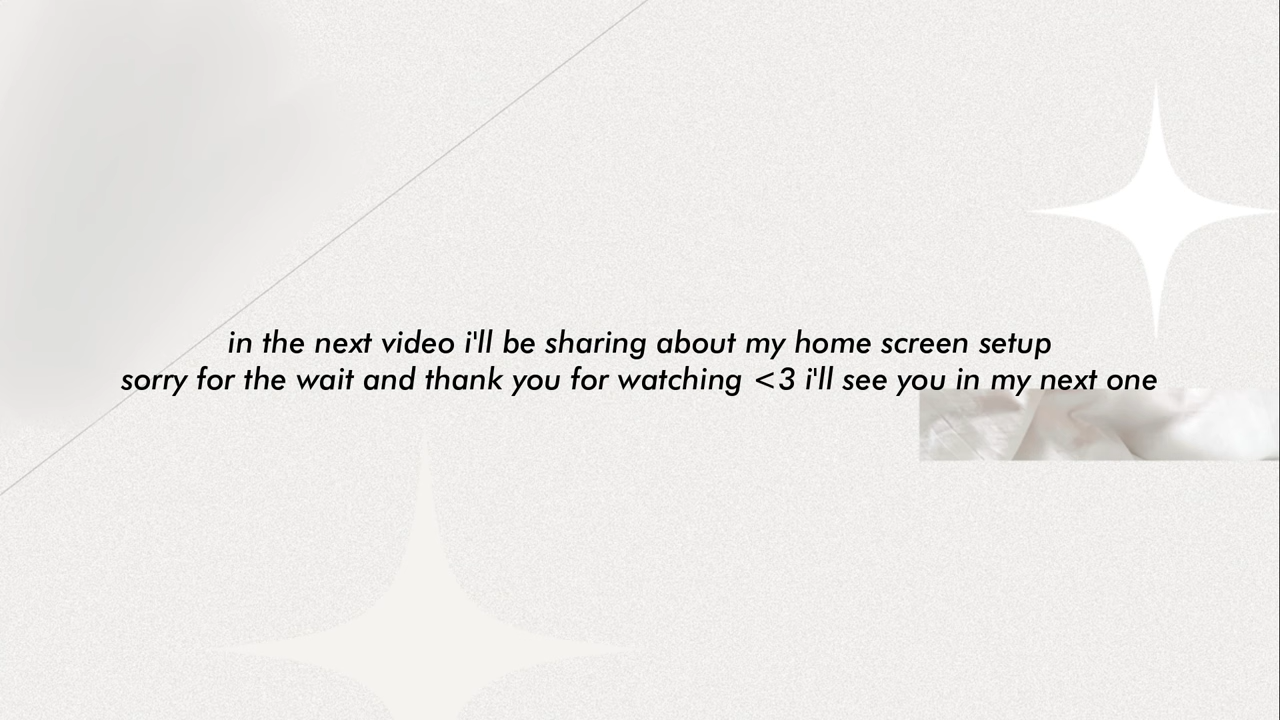 in the next video i'll be sharing about my home screen setup
sorry for the wait and thank you for watching <3 i'll see you in my next one